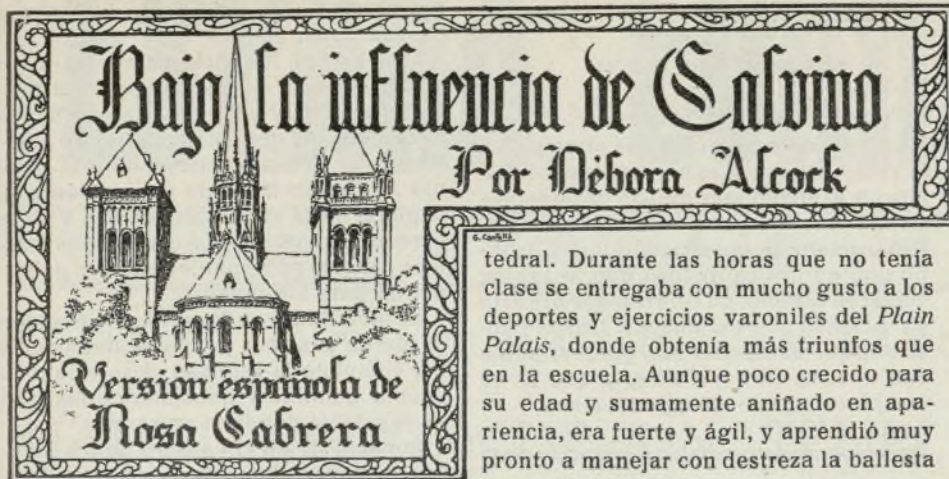 Bajo la influencia de Calvino
Por Débora Alcock
Versión española de
Rosa Cabrera
G. Castellá
tedral. Durante las horas que no tenía
clase se entregaba con mucho gusto a los
deportes y ejercicios varoniles del Plain
Palais, donde obtenía más triunfos que
en la escuela. Aunque poco crecido para
su edad y sumamente aniñado en apa-
riencia, era fuerte y ágil, y aprendió muy
pronto a manejar con destreza la ballesta